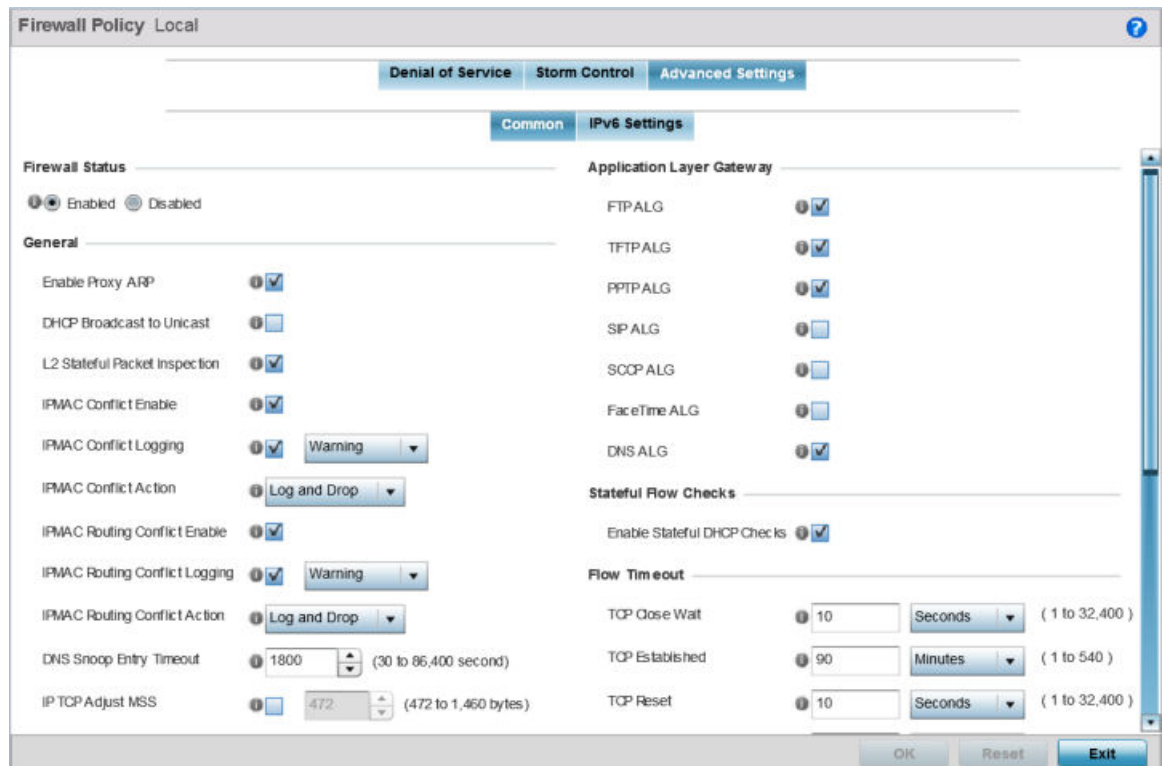 Firewall Policy Local
Denial of Service Storm Control Advanced Settings
Common IPv6 Settings
Firewall Status
Enabled Disabled
General
Enable Proxy ARP
DHCP Broadcast to Unicast
L2 Stateful Packet Inspection
IPMAC Conflict Enable
IPMAC Conflict Logging Warning
IPMAC Conflict Action Log and Drop
IPMAC Routing Conflict Enable
IPMAC Routing Conflict Logging Warning
IPMAC Routing Conflict Action Log and Drop
DNS Snoop Entry Timeout 1800 (30 to 86,400 second)
IP TCP Adjust MSS 472 (472 to 1,460 bytes)
Application Layer Gateway
FTP ALG
TFTP ALG
PPTP ALG
SIP ALG
SCCP ALG
FaceTime ALG
DNS ALG
Stateful Flow Checks
Enable Stateful DHCP Checks
Flow Timeout
TCP Close Wait 10 Seconds ( 1 to 32,400 )
TCP Established 90 Minutes ( 1 to 540 )
TCP Reset 10 Seconds ( 1 to 32,400 )
OK Reset Exit